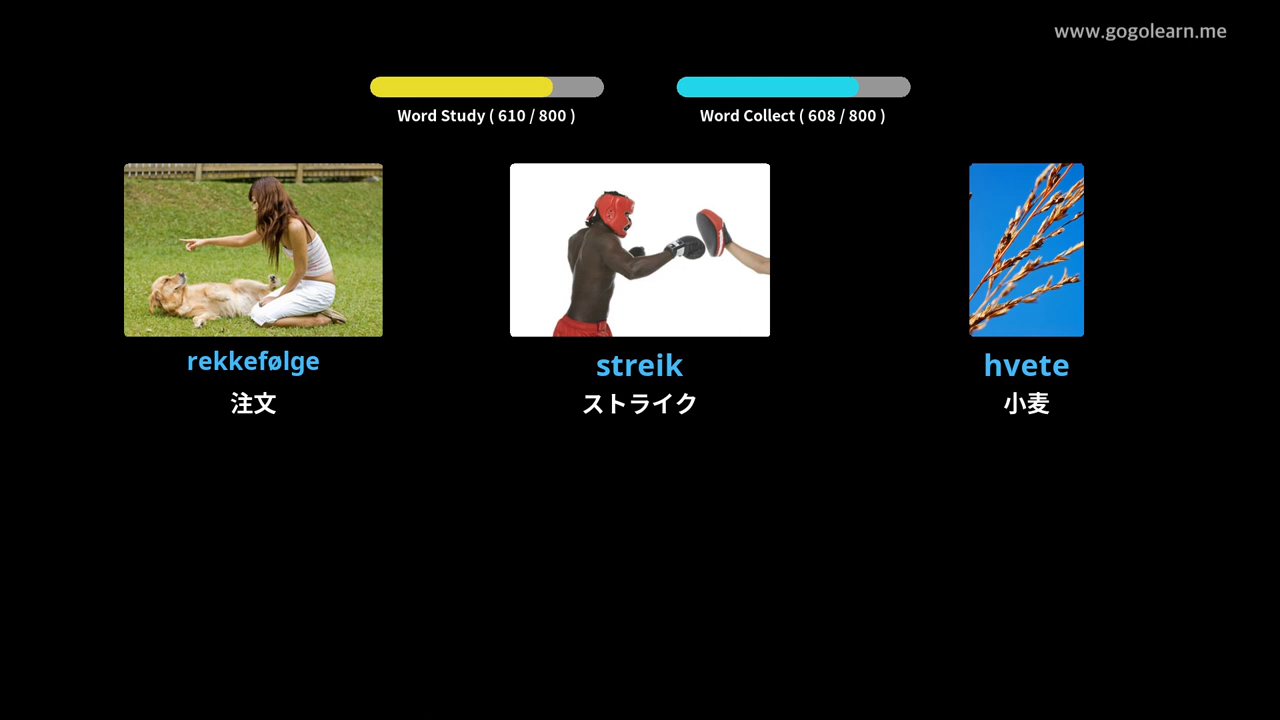 www.gogolearn.me
Word Study ( 610 / 800 )
Word Collect ( 608 / 800 )
rekkefølge
streik
hvete
注文
ストライク
小麦